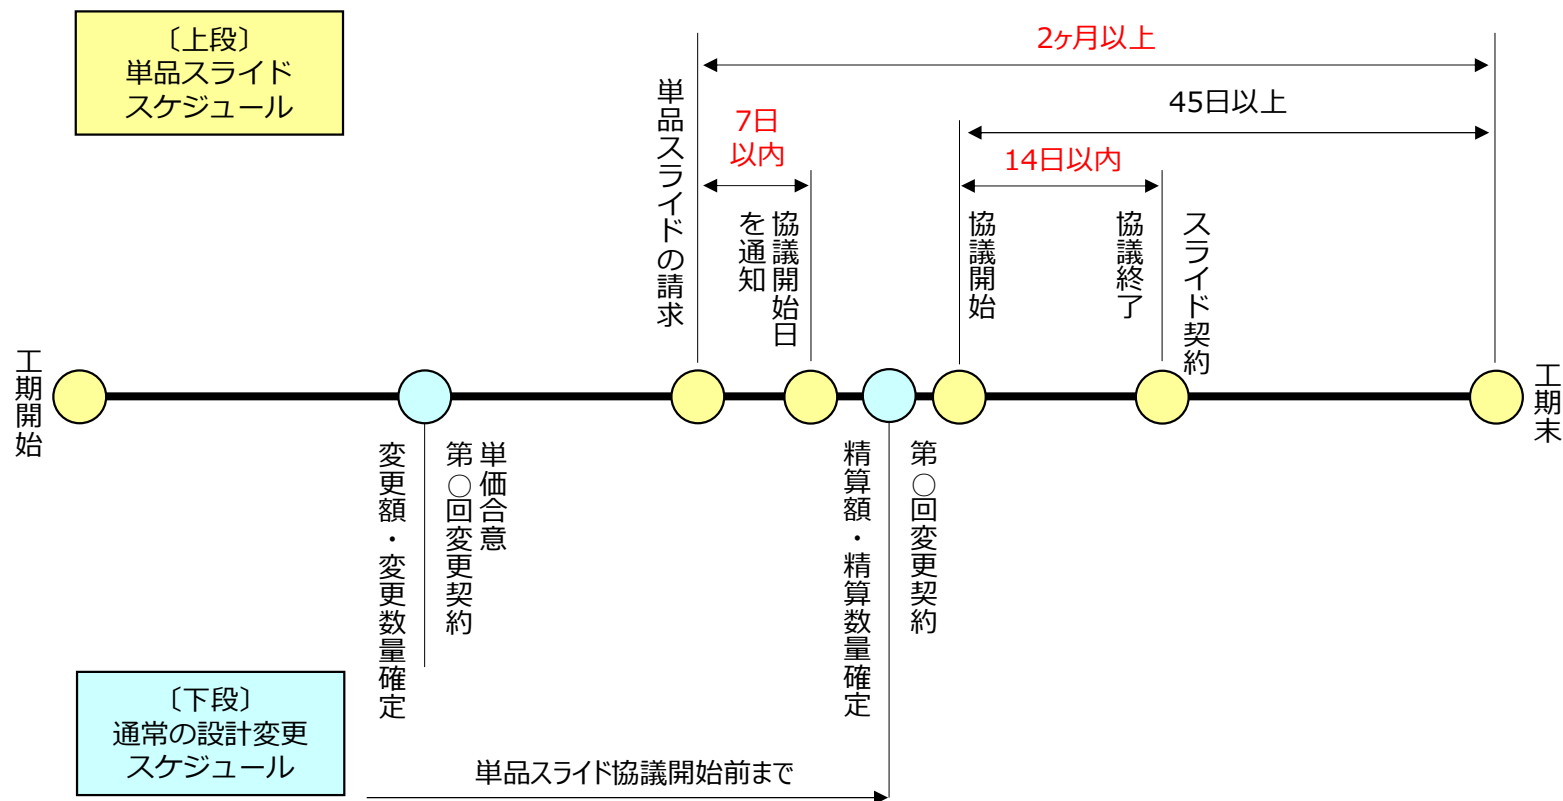 〔上段〕
単品スライド
スケジュール
2ヶ月以上
45日以上
7日
以内
14日以内
単品スライドの請求
協議開始日
を通知
協議開始
協議終了
スライド契約
工期開始
工期末
変更額・変更数量確定
単価合意
第〇回変更契約
精算額・精算数量確定
第〇回変更契約
〔下段〕
通常の設計変更
スケジュール
単品スライド協議開始前まで